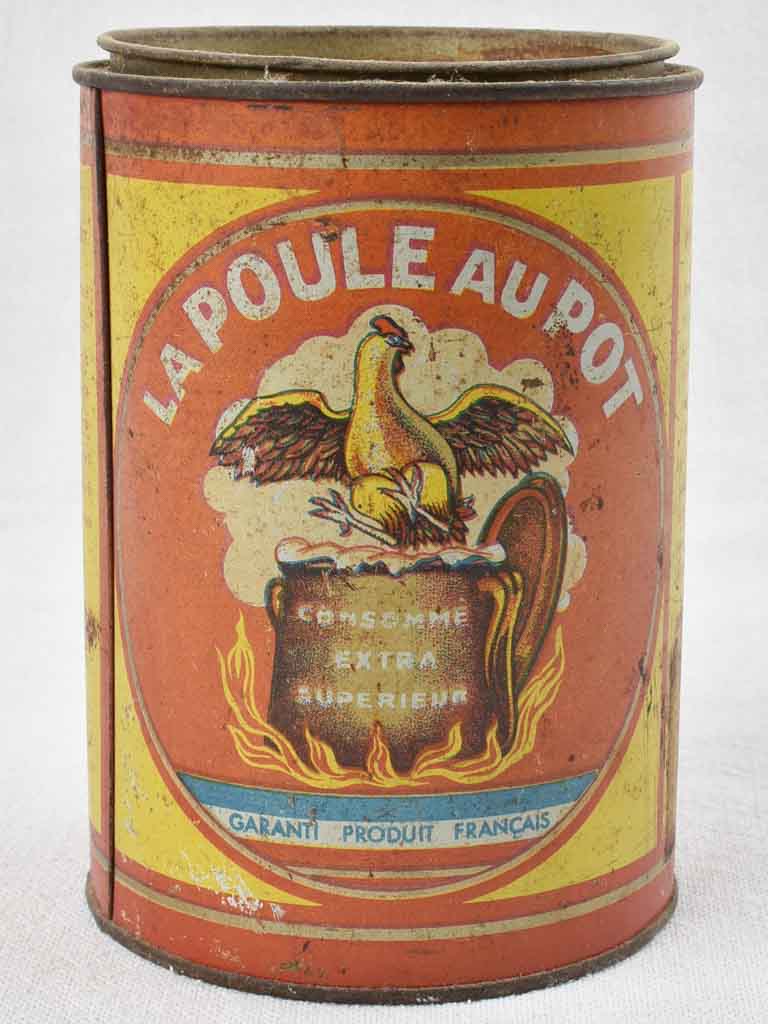 LA POULE AU POT
CONSOMME
EXTRA
SUPERIEUR
GARANTI PRODUIT FRANÇAIS